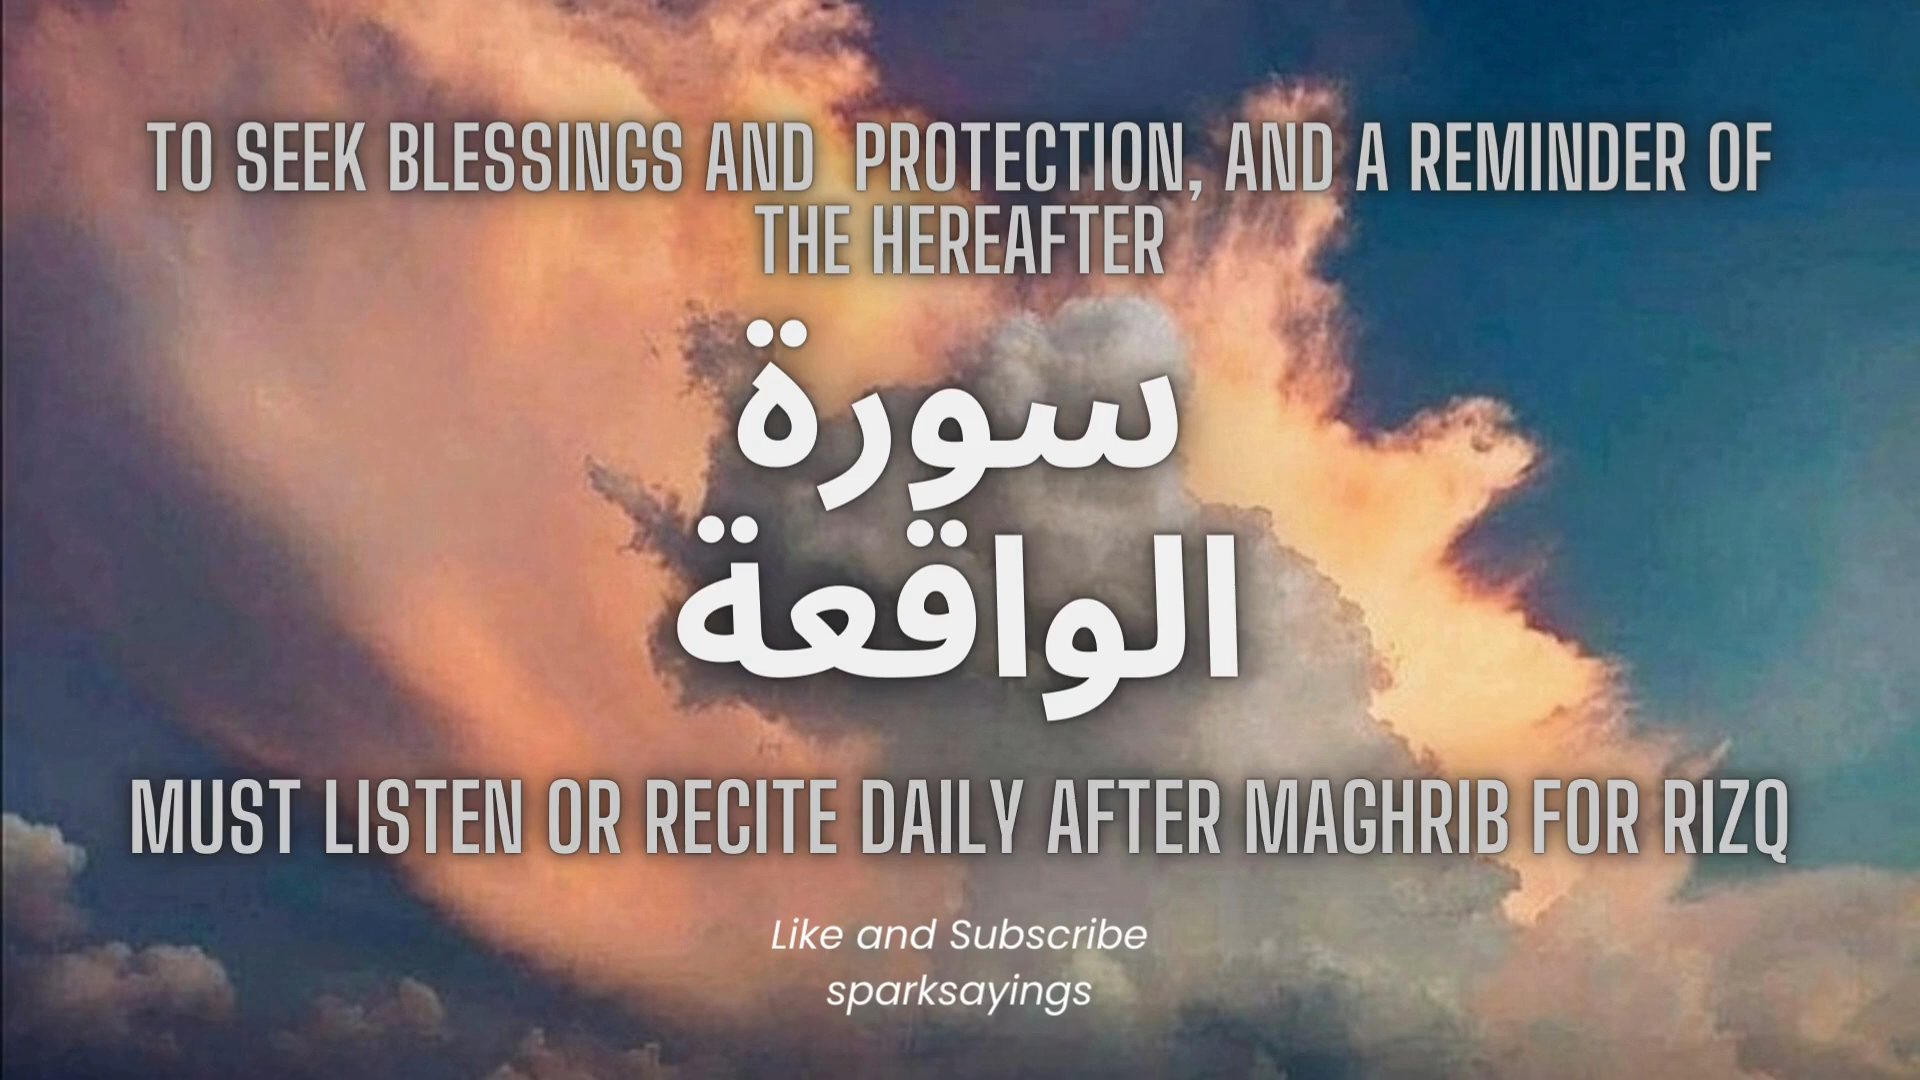 TO SEEK BLESSINGS AND PROTECTION, AND A REMINDER OF
THE HEREAFTER
سورة
الواقعة
MUST LISTEN OR RECITE DAILY AFTER MAGHRIB FOR RIZQ
Like and Subscribe
sparksayings